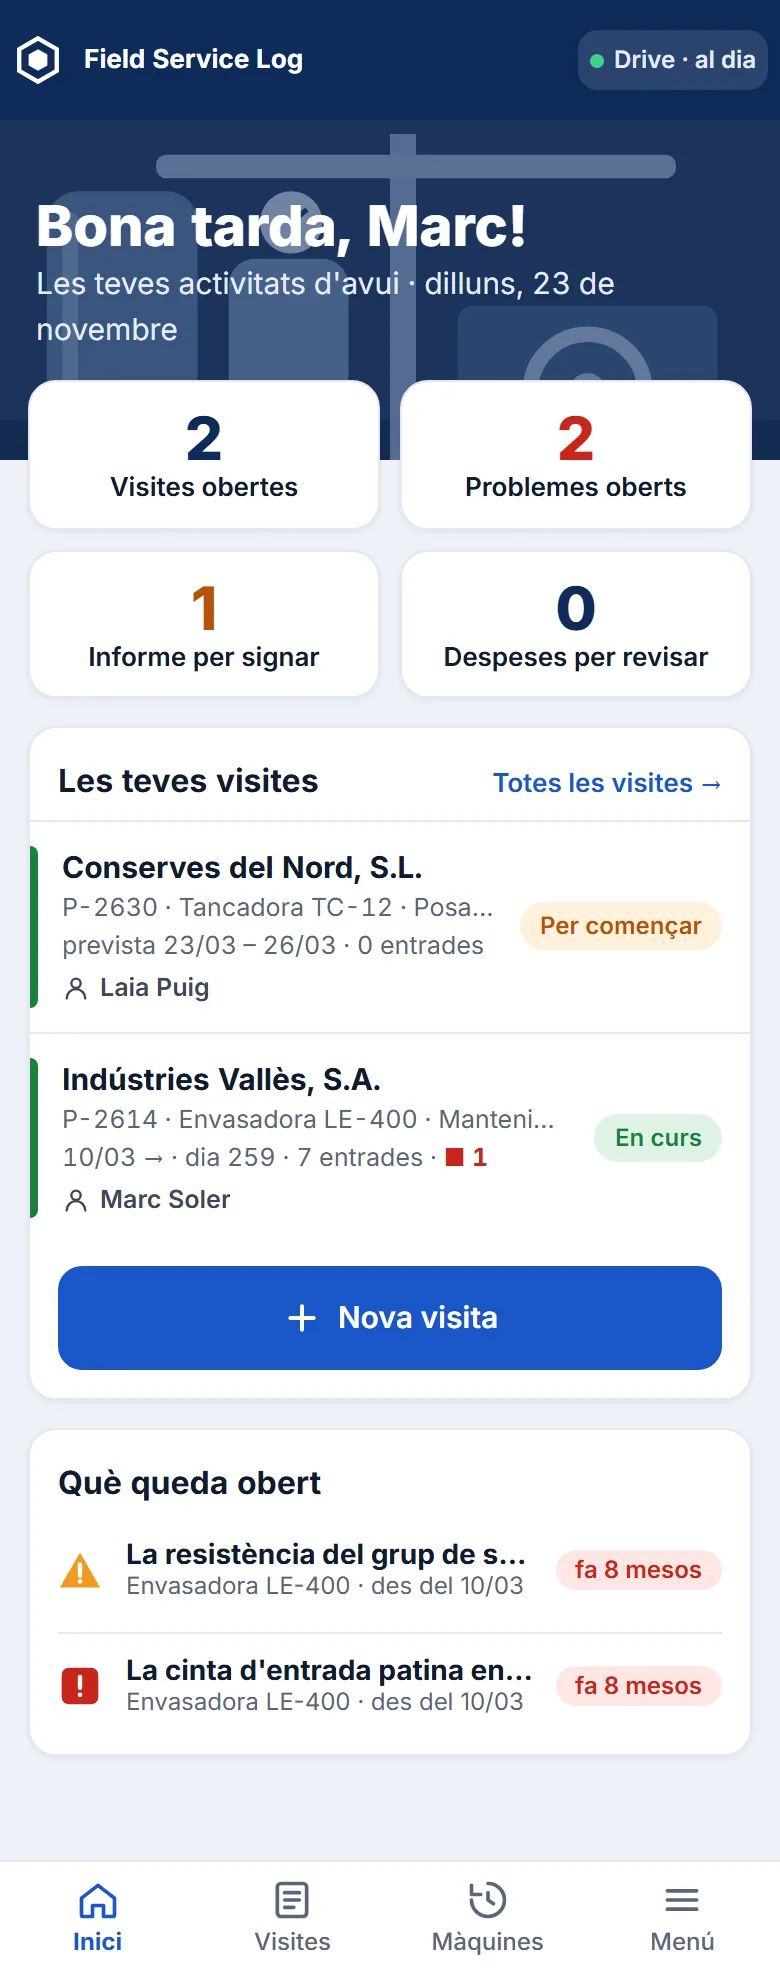 Field Service Log
Drive · al dia
Bona tarda, Marc!
Les teves activitats d'avui · dilluns, 23 de
novembre
2
Visites obertes
2
Problemes oberts
1
Informe per signar
0
Despeses per revisar
Les teves visites
Totes les visites →
Conserves del Nord, S.L.
P-2630 · Tancadora TC-12 · Posa...
prevista 23/03 – 26/03 · 0 entrades
Laia Puig
Per començar
Indústries Vallès, S.A.
P-2614 · Envasadora LE-400 · Manteni...
10/03 → · dia 259 · 7 entrades · ■ 1
Marc Soler
En curs
+ Nova visita
Què queda obert
La resistència del grup de s...
Envasadora LE-400 · des del 10/03
fa 8 mesos
La cinta d'entrada patina en...
Envasadora LE-400 · des del 10/03
fa 8 mesos
Inici
Visites
Màquines
Menú